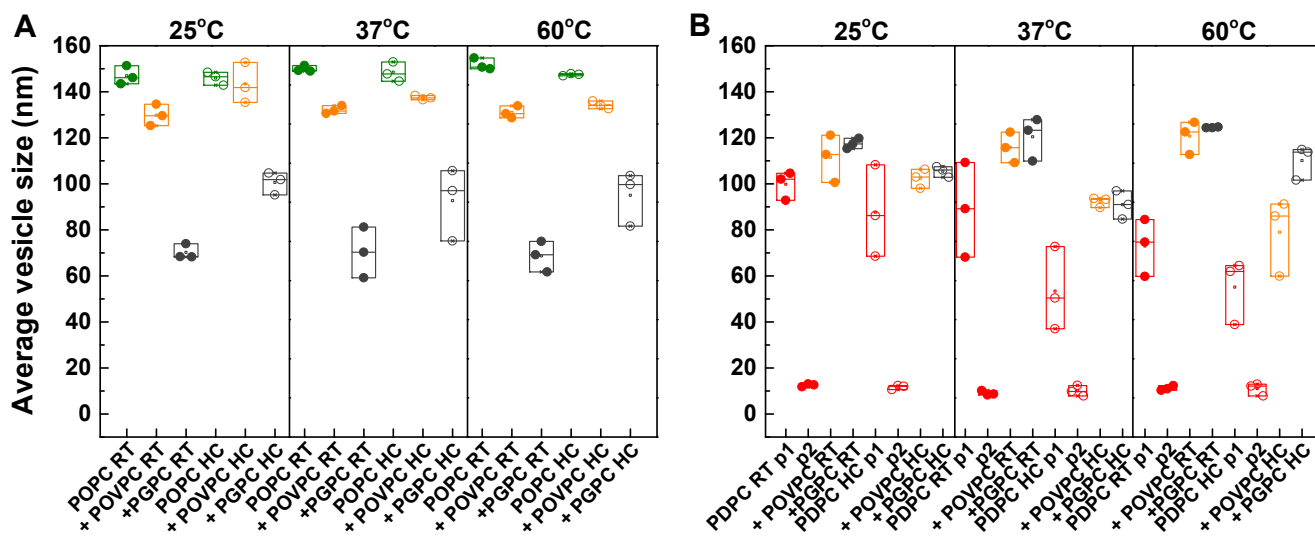 A
25°C
37°C
60°C
Average vesicle size (nm)
160
140
120
100
80
60
40
20
0
POPC RT
+ POVPC RT
+ PGPC RT
POPC HC
+ POVPC HC
+ PGPC HC
POPC RT
+ POVPC RT
+PGPC RT
POPC HC
+ POVPC HC
+ PGPC HC
POPC RT
+ POVPC RT
+PGPC RT
POPC HC
+ POVPC HC
+ PGPC HC
B
25°C
37°C
60°C
160
140
120
100
80
60
40
20
0
PDPC RT p1
p2
+ POVPC RT
+PGPC RT
PDPC HC p1
p2
+ POVPC HC
+PGPC HC
PDPC RT p1
p2
+ POVPC RT
+PGPC RT
PDPC HC p1
p2
+ POVPC HC
+PGPC HC
PDPC RT p1
p2
+ POVPC RT
+PGPC RT
PDPC HC p1
p2
+ POVPC HC
+ PGPC HC